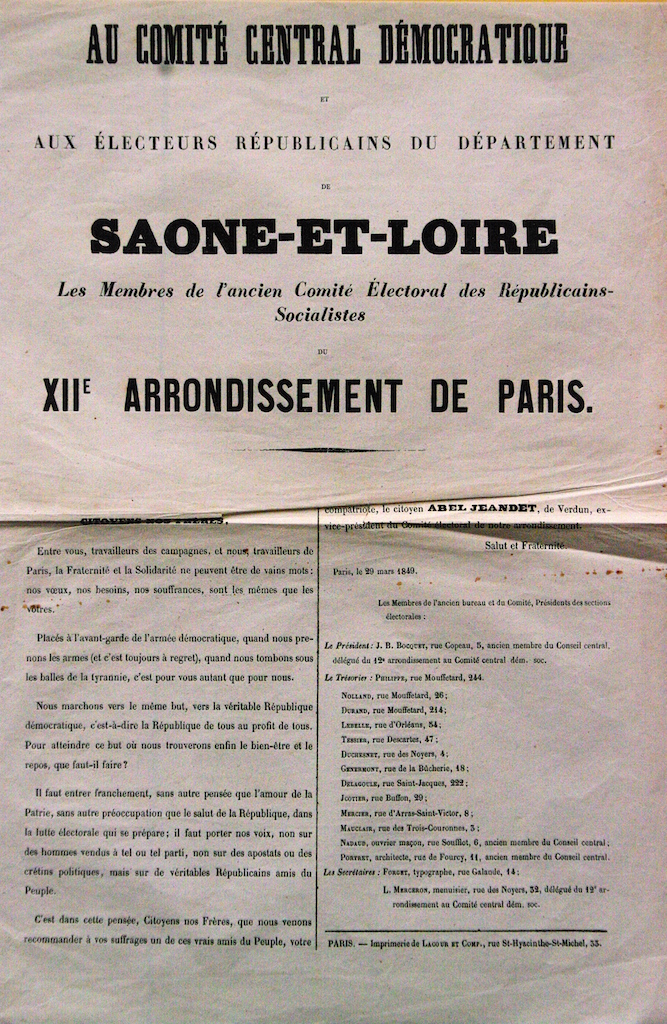 AU COMITÉ CENTRAL DÉMOCRATIQUE
ET
AUX ÉLECTEURS RÉPUBLICAINS DU DÉPARTEMENT
DE
SAONE-ET-LOIRE
Les Membres de l'ancien Comité Électoral des Républicains-
Socialistes
DU
XIIE ARRONDISSEMENT DE PARIS.
CITOYENS NOS FRÈRES,
Entre vous, travailleurs des campagnes, et nous, travailleurs de
Paris, la Fraternité et la Solidarité ne peuvent être de vains mots:
nos vœux, nos besoins, nos souffrances, sont les mêmes que les
vôtres.
Placés à l'avant-garde de l'armée démocratique, quand nous pre-
nons les armes (et c'est toujours à regret), quand nous tombons sous
les balles de la tyrannie, c'est pour vous autant que pour nous.
Nous marchons vers le même but, vers la véritable République
démocratique, c'est-à-dire la République de tous au profit de tous.
Pour atteindre ce but où nous trouverons enfin le bien-être et le
repos, que faut-il faire?
Il faut entrer franchement, sans autre pensée que l'amour de la
Patrie, sans autre préoccupation que le salut de la République, dans
la lutte électorale qui se prépare; il faut porter nos voix, non sur
des hommes vendus à tel ou tel parti, non sur des apostats ou des
crétins politiques, mais sur de véritables Républicains amis du
Peuple.
C'est dans cette pensée, Citoyens nos Frères, que nous venons
recommander à vos suffrages un de ces vrais amis du Peuple, votre
compatriote, le citoyen ABEL JEANDET, de Verdun, ex-
vice-président du Comité électoral de notre arrondissement.
Salut et Fraternité.
Paris, le 29 mars 1849.
Les Membres de l'ancien bureau et du Comité, Présidents des sections
électorales:
Le Président: J. B. BOCQUET, rue Copeau, 5, ancien membre du Conseil central,
délégué du 12e arrondissement au Comité central dém. soc.
Le Trésorier: PHILIPPE, rue Mouffetard, 244.
NOLLAND, rue Mouffetard, 26;
DURAND, rue Mouffetard, 214;
LEBELLE, rue d'Orléans, 54;
TESSIER, rue Descartes, 47;
DUCHESNET, rue des Noyers, 4;
GENERMONT, rue de la Bûcherie, 18;
DELAGOULE, rue Saint-Jacques, 222;
JCOTIER, rue Buffon, 29;
MERCIER, rue d'Arras-Saint-Victor, 8;
MAUCLAIR, rue des Trois-Couronnes, 5;
NADAUD, ouvrier maçon, rue Soufflet, 6, ancien membre du Conseil central;
PONTRET, architecte, rue de Fourcy, 11, ancien membre du Conseil central.
Les Secrétaires: FORGET, typographe, rue Galande, 14;
L. MERCERON, menuisier, rue des Noyers, 32, délégué du 12e ar-
rondissement au Comité central dém. soc.
PARIS. — Imprimerie de LACOUR ET COMP., rue St-Hyacinthe-St-Michel, 33.